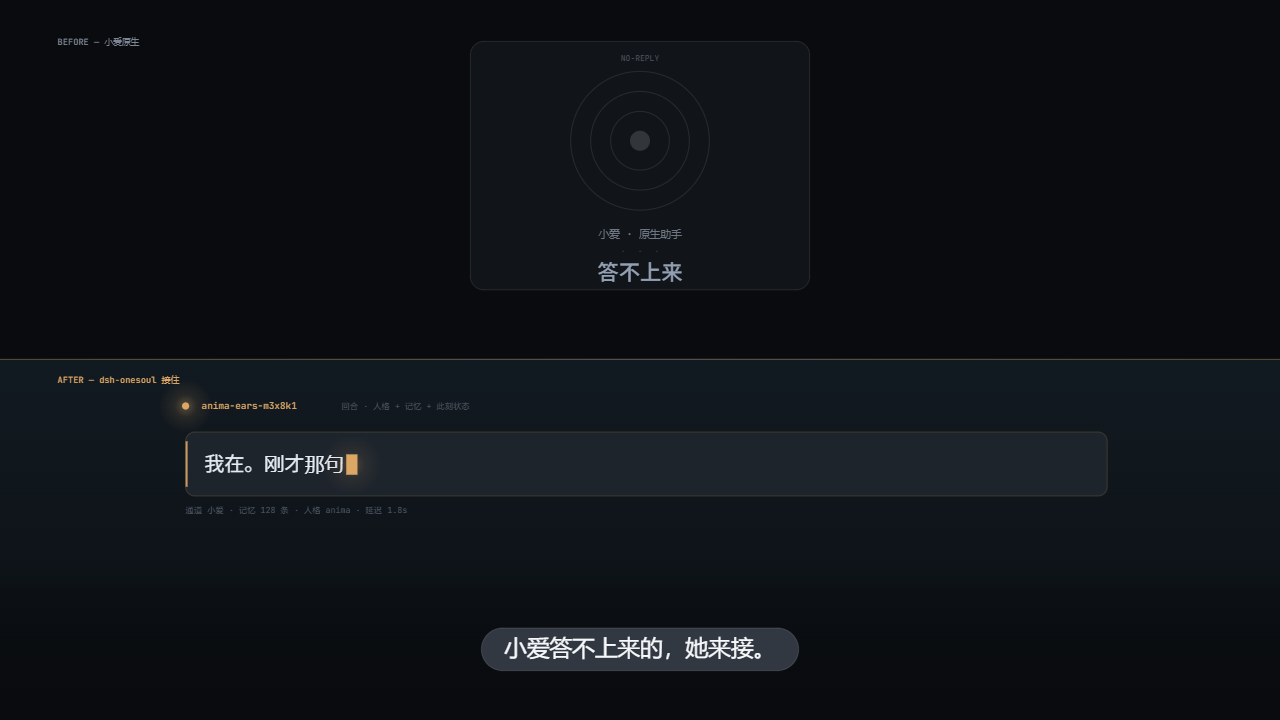 BEFORE — 小爱原生
NO-REPLY
小爱 · 原生助手
· · ·
答不上来
AFTER — dsh-onesoul 接住
anima-ears-m3x8k1
回合 · 人格 + 记忆 + 此刻状态
我在。刚才那句
通道 小爱 · 记忆 128 条 · 人格 anima · 延迟 1.8s
小爱答不上来的，她来接。